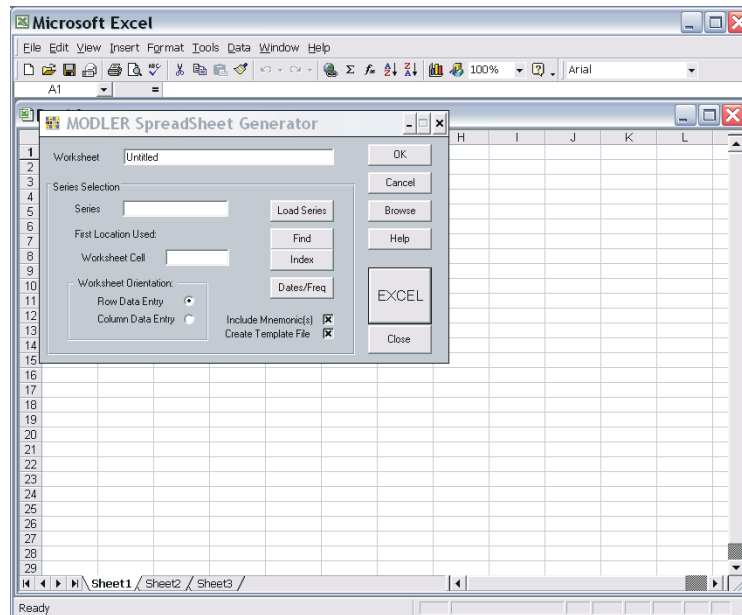 Microsoft Excel
File Edit View Insert Format Tools Data Window Help
100% Arial
A1 =
MODLER SpreadSheet Generator
H I J K L
Worksheet Untitled OK
Series Selection Cancel
Series Load Series Browse
First Location Used: Find Help
Worksheet Cell Index
Worksheet Orientation: Dates/Freq
Row Data Entry EXCEL
Column Data Entry Include Mnemonic(s)
Create Template File Close
1
2
3
4
5
6
7
8
9
10
11
12
13
14
15
16
17
18
19
20
21
22
23
24
25
26
27
28
29
Sheet1 Sheet2 Sheet3
Ready